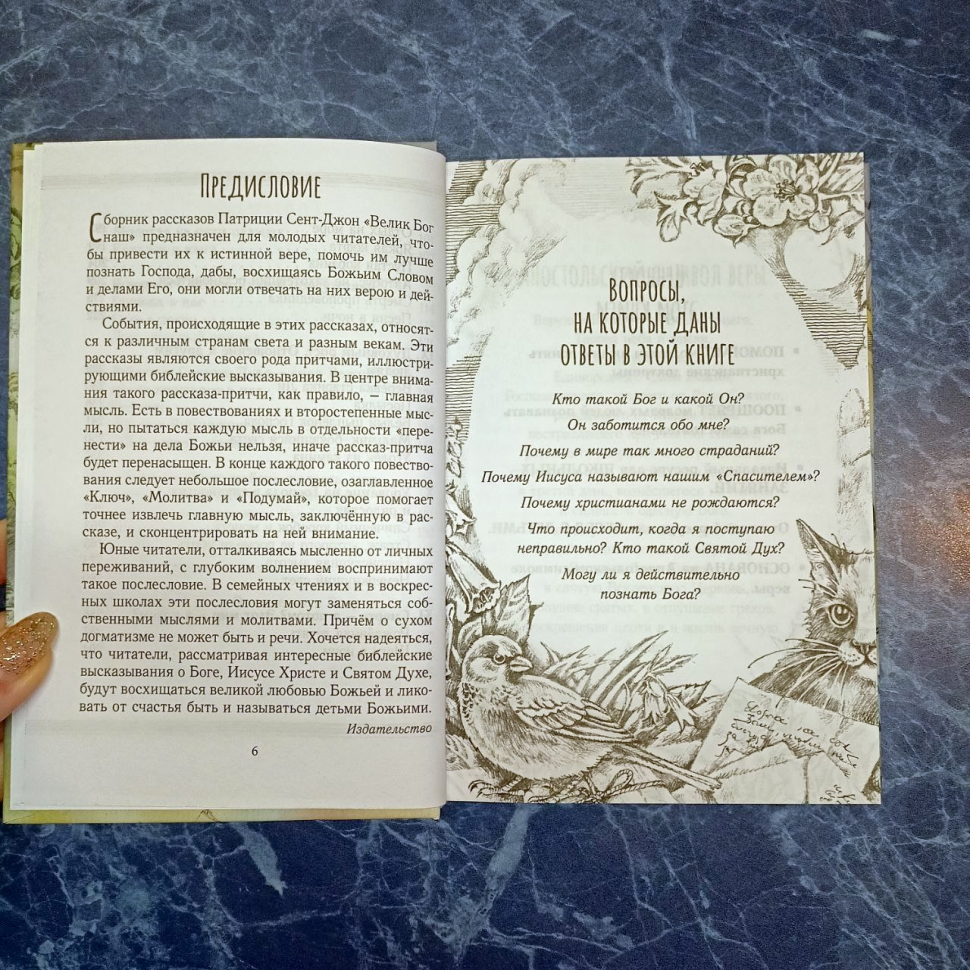 Предисловие
Сборник рассказов Патриции Сент-Джон «Велик Бог
наш» предназначен для молодых читателей, что-
бы привести их к истинной вере, помочь им лучше
познать Господа, дабы, восхищаясь Божьим Словом
и делами Его, они могли отвечать на них верою и дей-
ствиями.
События, происходящие в этих рассказах, относят-
ся к различным странам света и разным векам. Эти
рассказы являются своего рода притчами, иллюстри-
рующими библейские высказывания. В центре внима-
ния такого рассказа-притчи, как правило, – главная
мысль. Есть в повествованиях и второстепенные мыс-
ли, но пытаться каждую мысль в отдельности «пере-
нести» на дела Божьи нельзя, иначе рассказ-притча
будет перенасыщен. В конце каждого такого повество-
вания следует небольшое послесловие, озаглавленное
«Ключ», «Молитва» и «Подумай», которое помогает
точнее извлечь главную мысль, заключённую в рас-
сказе, и сконцентрировать на ней внимание.
Юные читатели, отталкиваясь мысленно от личных
переживаний, с глубоким волнением воспринимают
такое послесловие. В семейных чтениях и в воскрес-
ных школах эти послесловия могут заменяться соб-
ственными мыслями и молитвами. Причём о сухом
догматизме не может быть и речи. Хочется надеяться,
что читатели, рассматривая интересные библейские
высказывания о Боге, Иисусе Христе и Святом Духе,
будут восхищаться великой любовью Божьей и лико-
вать от счастья быть и называться детьми Божьими.
Издательство
6
Вопросы,
на которые даны
ответы в этой книге
Кто такой Бог и какой Он?
Он заботится обо мне?
Почему в мире так много страданий?
Почему Иисуса называют нашим «Спасителем»?
Почему христианами не рождаются?
Что происходит, когда я поступаю
неправильно? Кто такой Святой Дух?
Могу ли я действительно
познать Бога?